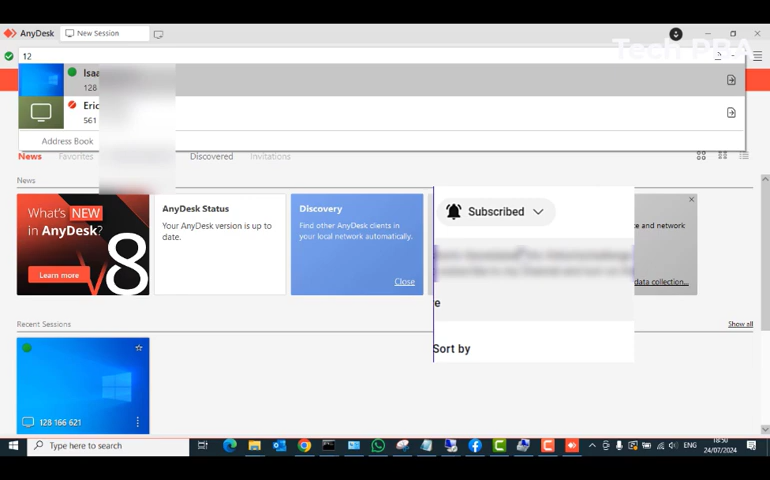 AnyDesk
New Session
Tech DBA
12
Isaa
128
Eric
561
Address Book
News
Favorites
Discovered
Invitations
News
What's NEW
in AnyDesk?
Learn more
V8
AnyDesk Status
Your AnyDesk version is up to
date.
Discovery
Find other AnyDesk clients in
your local network automatically.
Close
Subscribed
e and network
data collection...
re
Sort by
Recent Sessions
Show all
128 166 621
Type here to search
ENG
18:50
24/07/2024